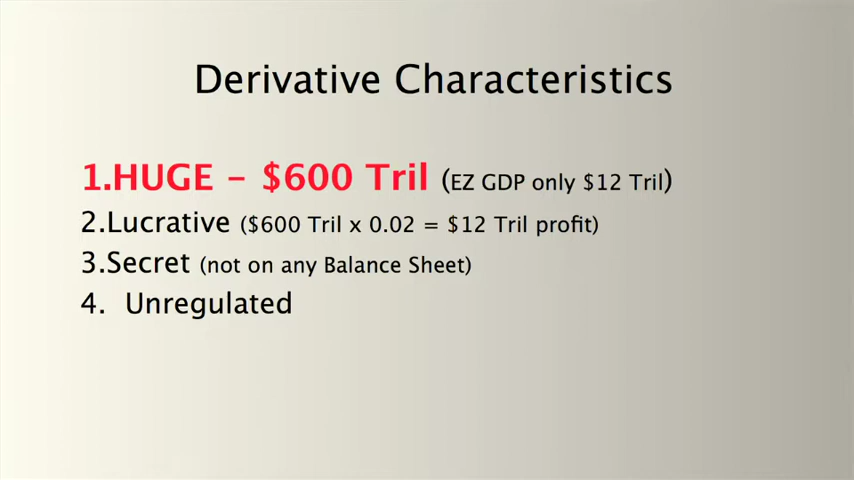 Derivative Characteristics
1.HUGE – $600 Tril (EZ GDP only $12 Tril)
2.Lucrative ($600 Tril x 0.02 = $12 Tril profit)
3.Secret (not on any Balance Sheet)
4. Unregulated